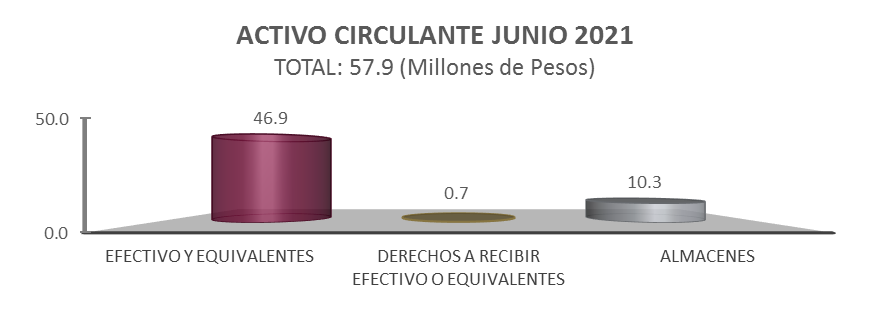 ACTIVO CIRCULANTE JUNIO 2021
TOTAL: 57.9 (Millones de Pesos)
50.0
46.9
0.7
10.3
0.0
EFECTIVO Y EQUIVALENTES
DERECHOS A RECIBIR
EFECTIVO O EQUIVALENTES
ALMACENES